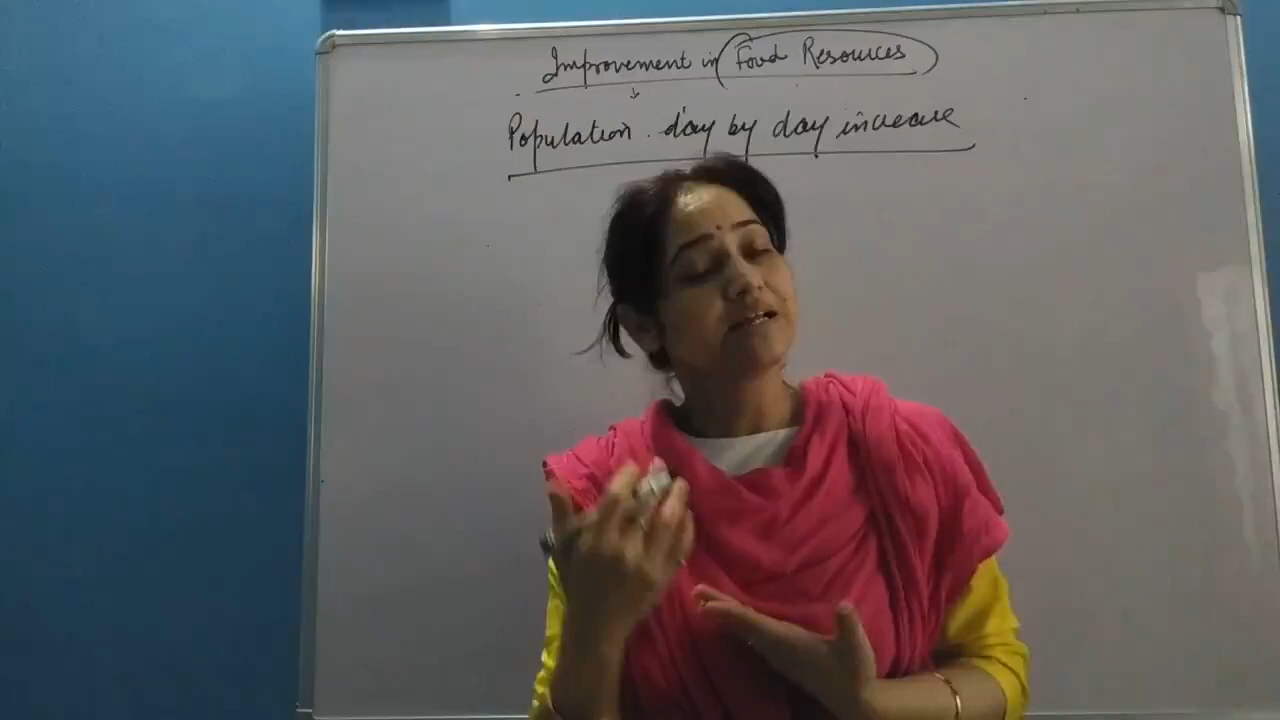 Improvement in Food Resources
Population day by day increase